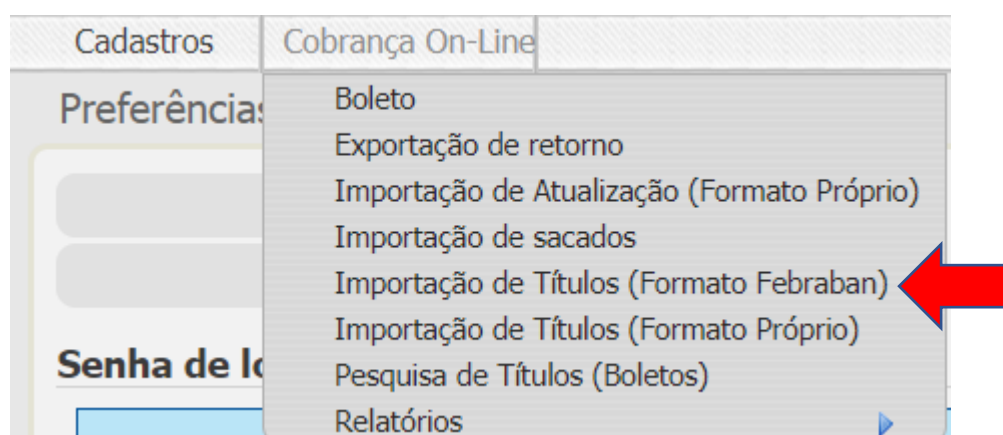 Cadastros Cobrança On-Line
Preferências
Boleto
Exportação de retorno
Importação de Atualização (Formato Próprio)
Importação de sacados
Importação de Títulos (Formato Febraban)
Importação de Títulos (Formato Próprio)
Senha de lo
Pesquisa de Títulos (Boletos)
Relatórios